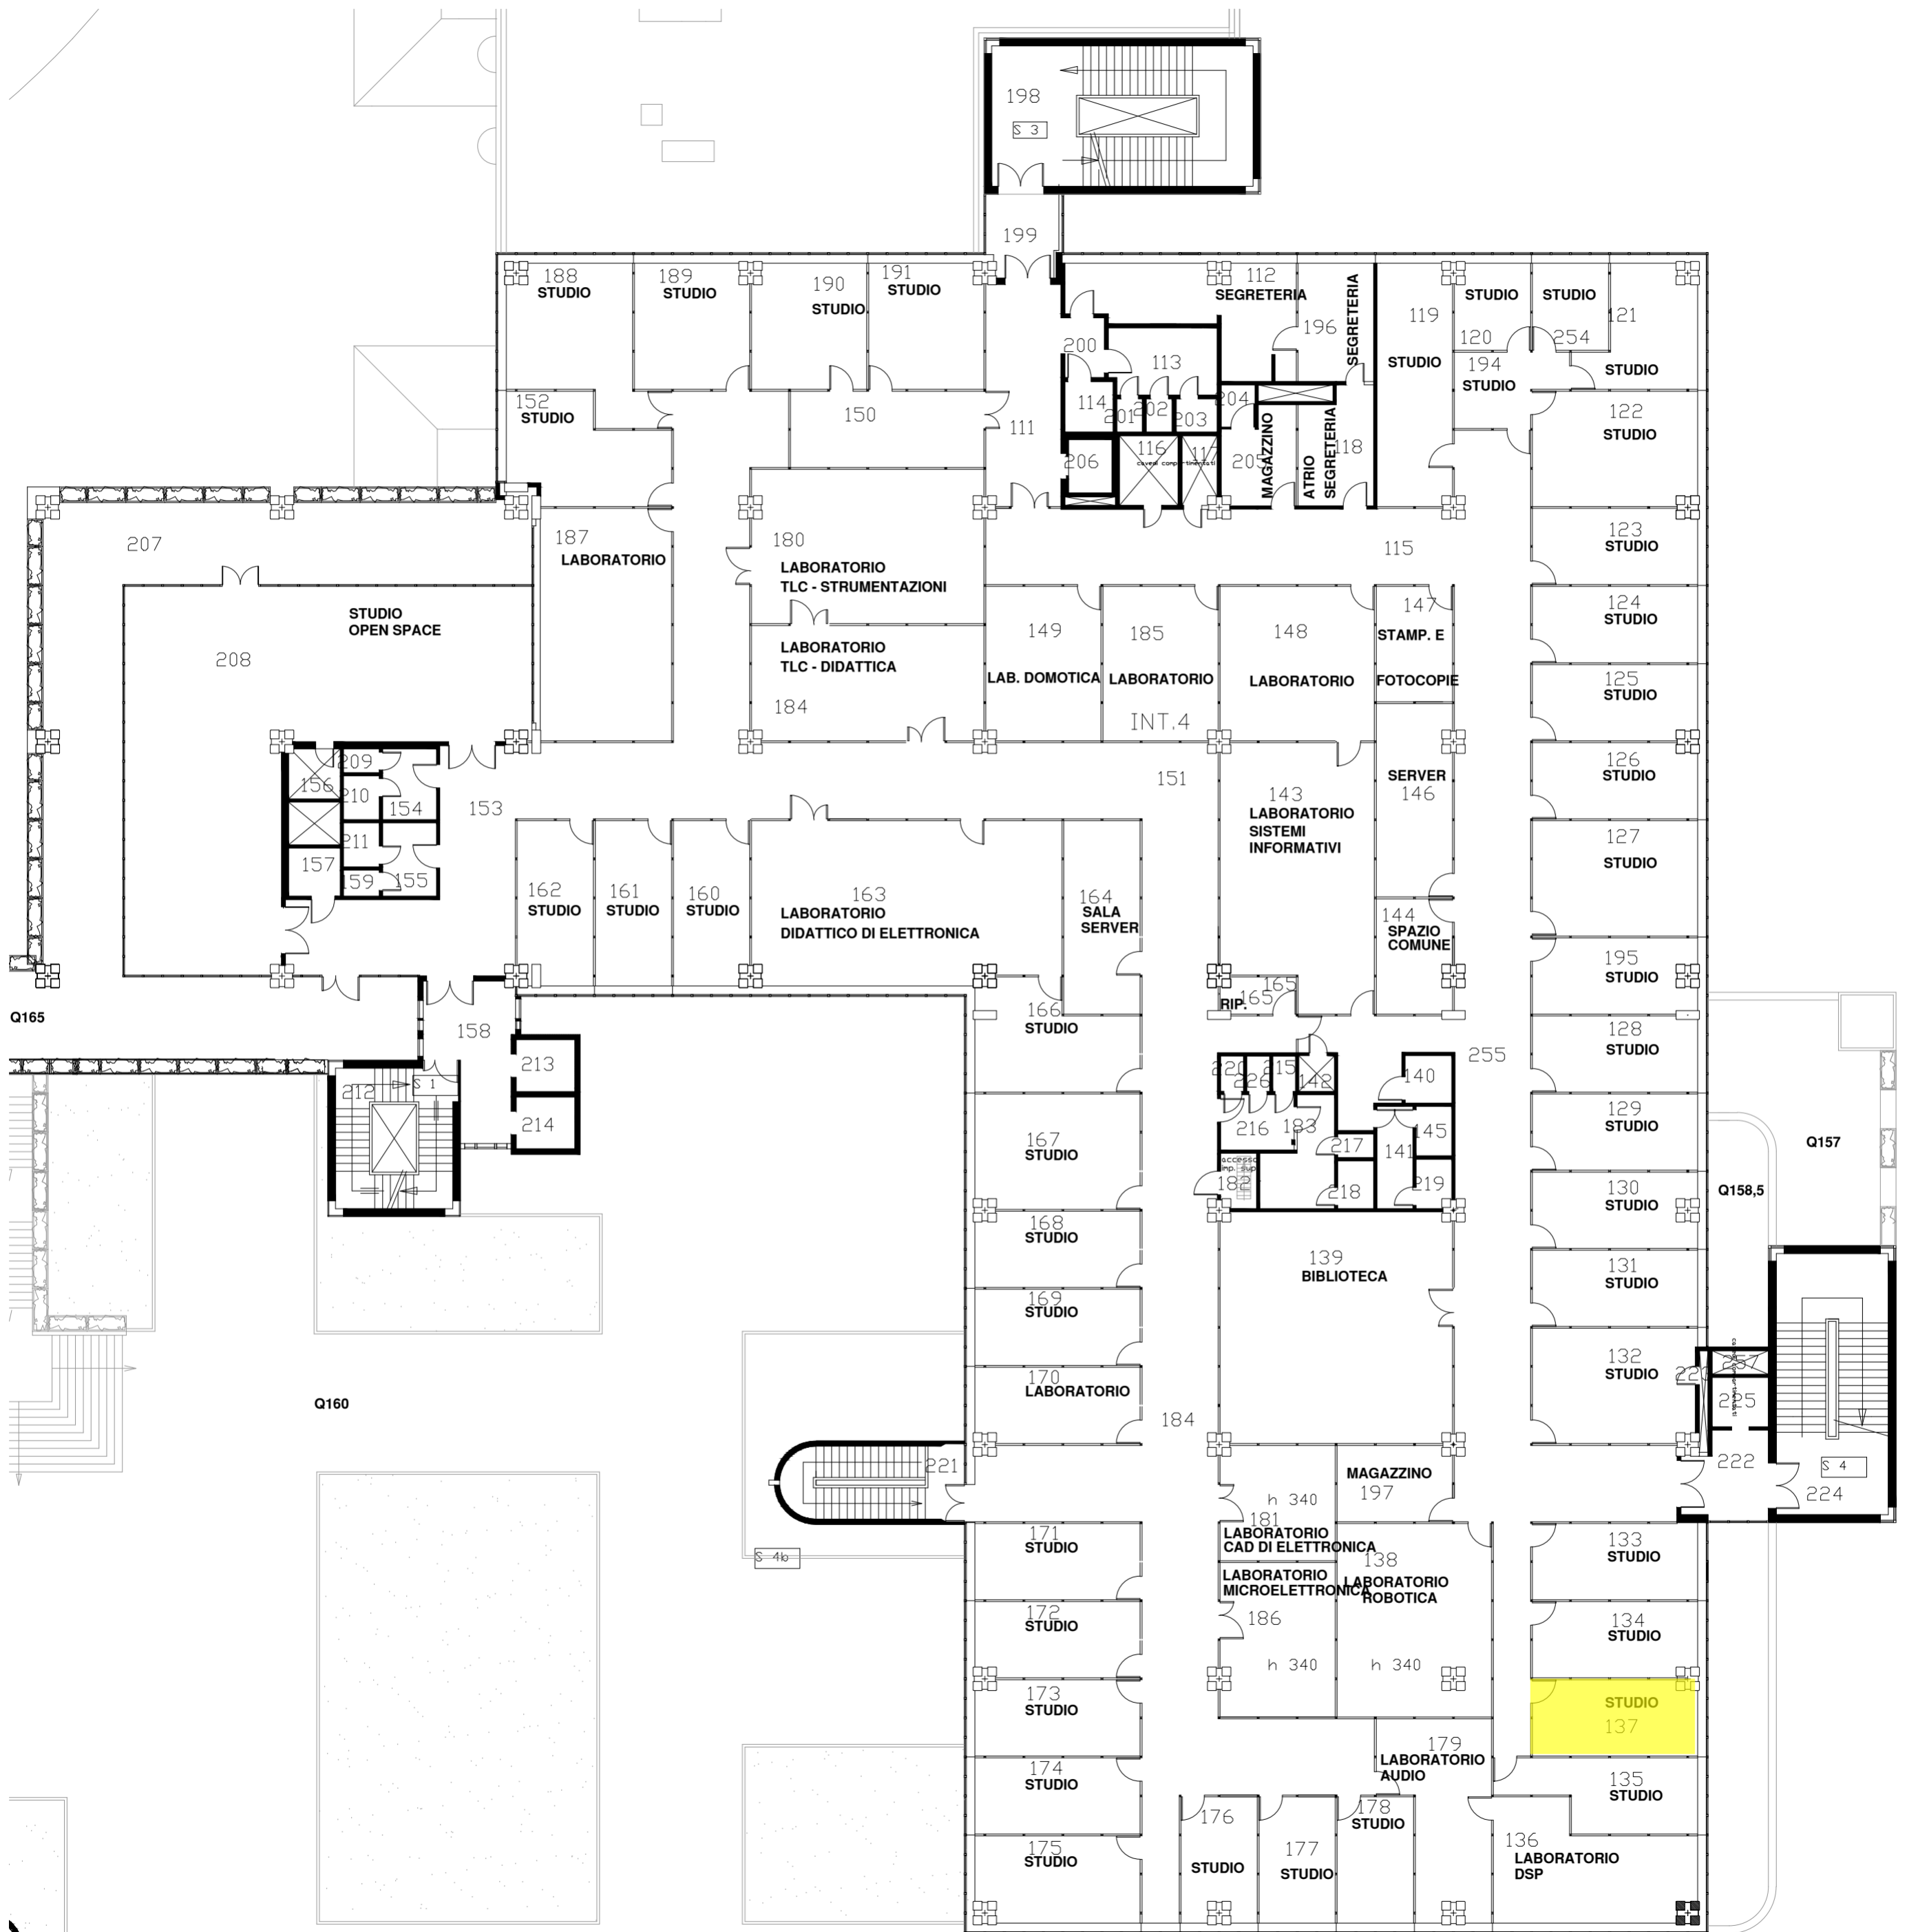 198
S 3
199
188
STUDIO
189
STUDIO
190
STUDIO
191
STUDIO
112
SEGRETERIA
196
SEGRETERIA
119
STUDIO
STUDIO
120
STUDIO
254
121
STUDIO
194
STUDIO
200
113
114
201
202
203
204
152
STUDIO
150
111
206
116
117
205
MAGAZZINO
ATRIO
SEGRETERIA
118
122
STUDIO
207
187
LABORATORIO
180
LABORATORIO
TLC - STRUMENTAZIONI
115
123
STUDIO
STUDIO
OPEN SPACE
208
LABORATORIO
TLC - DIDATTICA
184
149
LAB. DOMOTICA
185
LABORATORIO
INT.4
148
LABORATORIO
147
STAMP. E
FOTOCOPIE
124
STUDIO
125
STUDIO
156
209
210
154
211
157
159
155
153
151
143
LABORATORIO
SISTEMI
INFORMATIVI
SERVER
146
126
STUDIO
127
STUDIO
162
STUDIO
161
STUDIO
160
STUDIO
163
LABORATORIO
DIDATTICO DI ELETTRONICA
164
SALA
SERVER
144
SPAZIO
COMUNE
195
STUDIO
Q165
158
213
212
S 1
214
166
STUDIO
165
RIP.
165
255
128
STUDIO
220
226
215
142
140
129
STUDIO
167
STUDIO
216
183
217
141
145
accesso
imp. sup.
182
218
219
Q157
Q158,5
130
STUDIO
168
STUDIO
139
BIBLIOTECA
131
STUDIO
169
STUDIO
132
STUDIO
225
170
LABORATORIO
Q160
184
221
222
S 4
224
MAGAZZINO
197
h 340
181
LABORATORIO
CAD DI ELETTRONICA
171
STUDIO
S 4b
138
LABORATORIO
ROBOTICA
133
STUDIO
LABORATORIO
MICROELETTRONICA
186
172
STUDIO
134
STUDIO
h 340
h 340
173
STUDIO
STUDIO
137
179
LABORATORIO
AUDIO
174
STUDIO
135
STUDIO
176
STUDIO
177
STUDIO
178
STUDIO
136
LABORATORIO
DSP
175
STUDIO